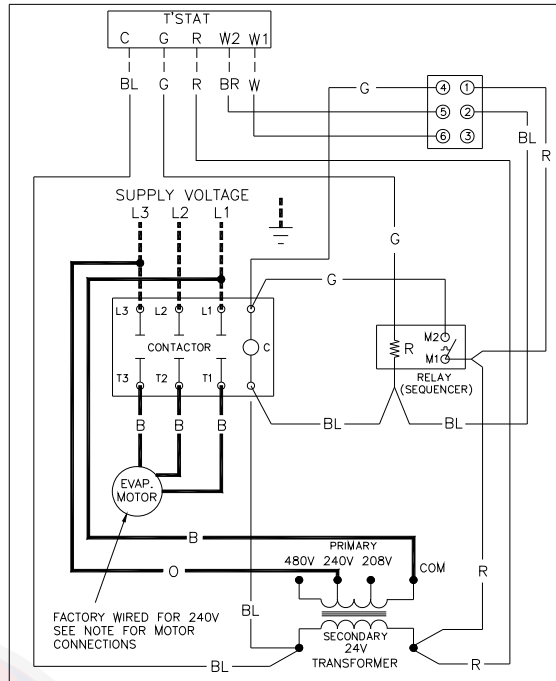 T'STAT
C G R W2 W1
BL G R BR W
G
4 1
5 2
6 3
BL
R
SUPPLY VOLTAGE
L3 L2 L1
G
G
L3 L2 L1
CONTACTOR
C
T3 T2 T1
M2
M1
R
RELAY
(SEQUENCER)
B B B
BL BL
EVAP.
MOTOR
B
PRIMARY
480V 240V 208V COM
O
R
FACTORY WIRED FOR 240V
SEE NOTE FOR MOTOR
CONNECTIONS
BL
SECONDARY
24V
TRANSFORMER
BL
R